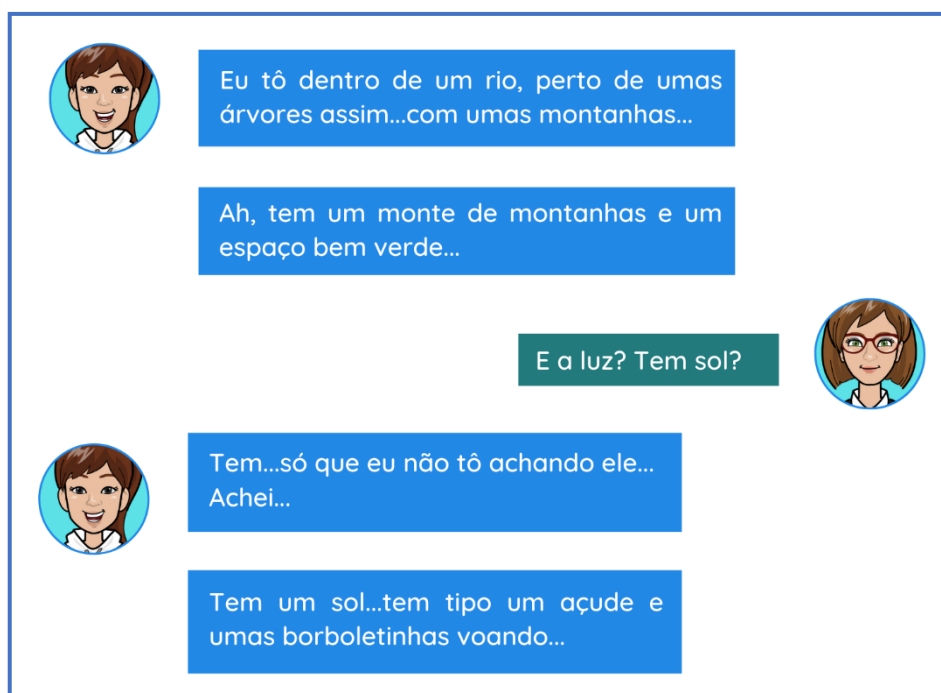 Eu tô dentro de um rio, perto de umas
árvores assim...com umas montanhas...
Ah, tem um monte de montanhas e um
espaço bem verde...
E a luz? Tem sol?
Tem...só que eu não tô achando ele...
Achei...
Tem um sol...tem tipo um açude e
umas borboletinhas voando...